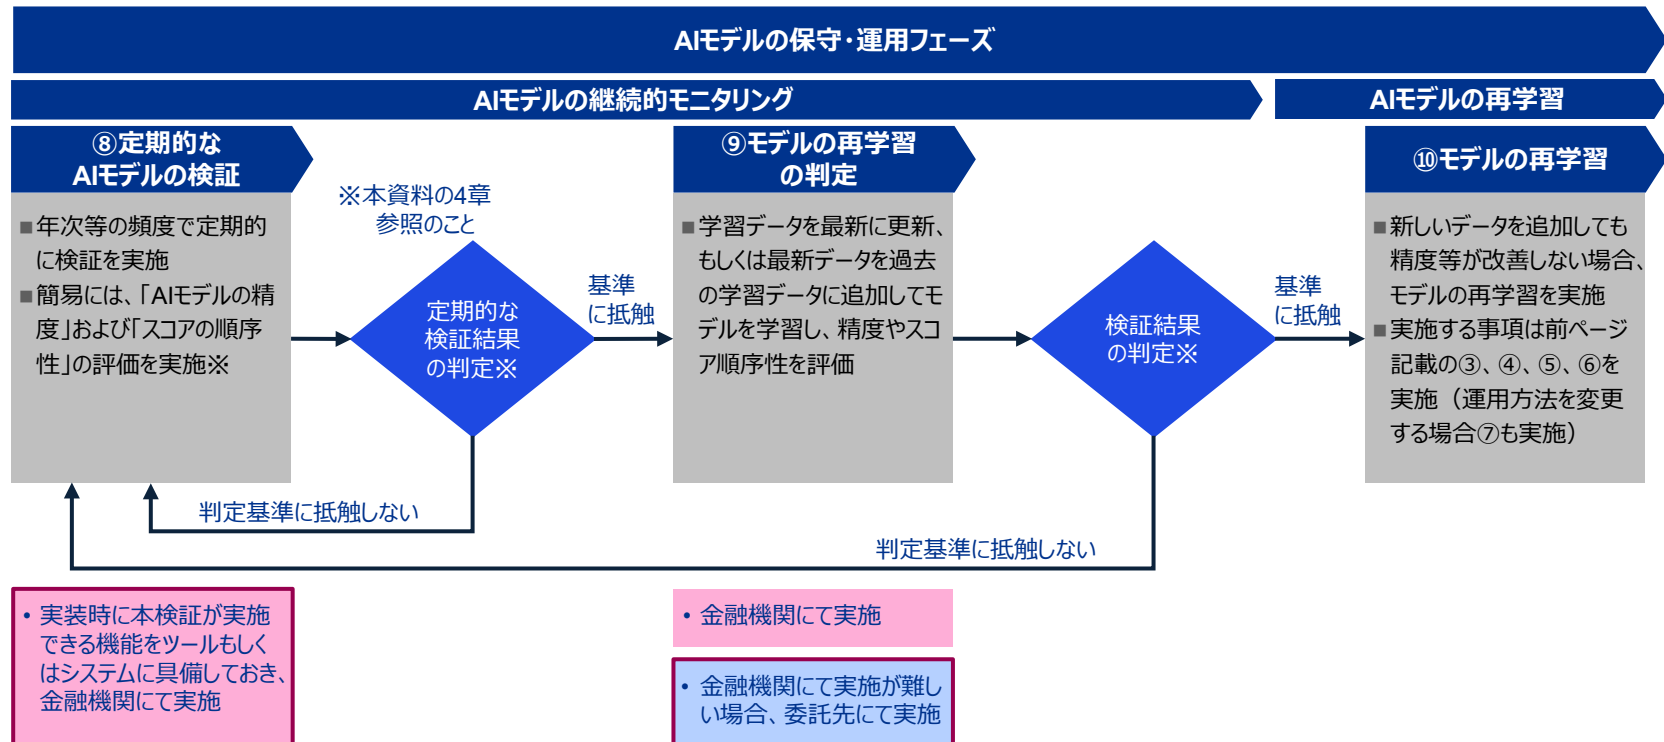 AIモデルの保守・運用フェーズ
AIモデルの継続的モニタリング
AIモデルの再学習
⑧定期的な
AIモデルの検証
■年次等の頻度で定期的
に検証を実施
■簡易には、「AIモデルの精
度」および「スコアの順序
性」の評価を実施※
※本資料の4章
参照のこと
定期的な
検証結果
の判定※
基準
に抵触
⑨モデルの再学習
の判定
■学習データを最新に更新、
もしくは最新データを過去
の学習データに追加してモ
デルを学習し、精度やスコ
ア順序性を評価
検証結果
の判定※
基準
に抵触
⑩モデルの再学習
■新しいデータを追加しても
精度等が改善しない場合、
モデルの再学習を実施
■実施する事項は前ページ
記載の③、④、⑤、⑥を
実施（運用方法を変更
する場合⑦も実施）
判定基準に抵触しない
判定基準に抵触しない
• 実装時に本検証が実施
できる機能をツールもしく
はシステムに具備しておき、
金融機関にて実施
• 金融機関にて実施
• 金融機関にて実施が難し
い場合、委託先にて実施